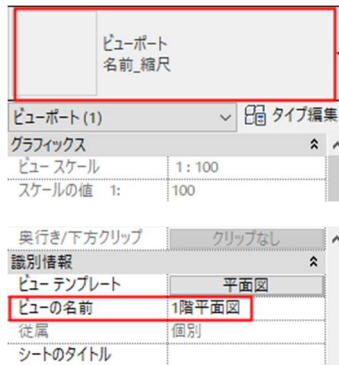 ビューポート
名前_縮尺
ビューポート (1)
タイプ編集
グラフィックス
ビュー スケール 1 : 100
スケールの値 1: 100
奥行き/下方クリップ クリップなし
識別情報
ビュー テンプレート 平面図
ビューの名前 1階平面図
従属 個別
シートのタイトル